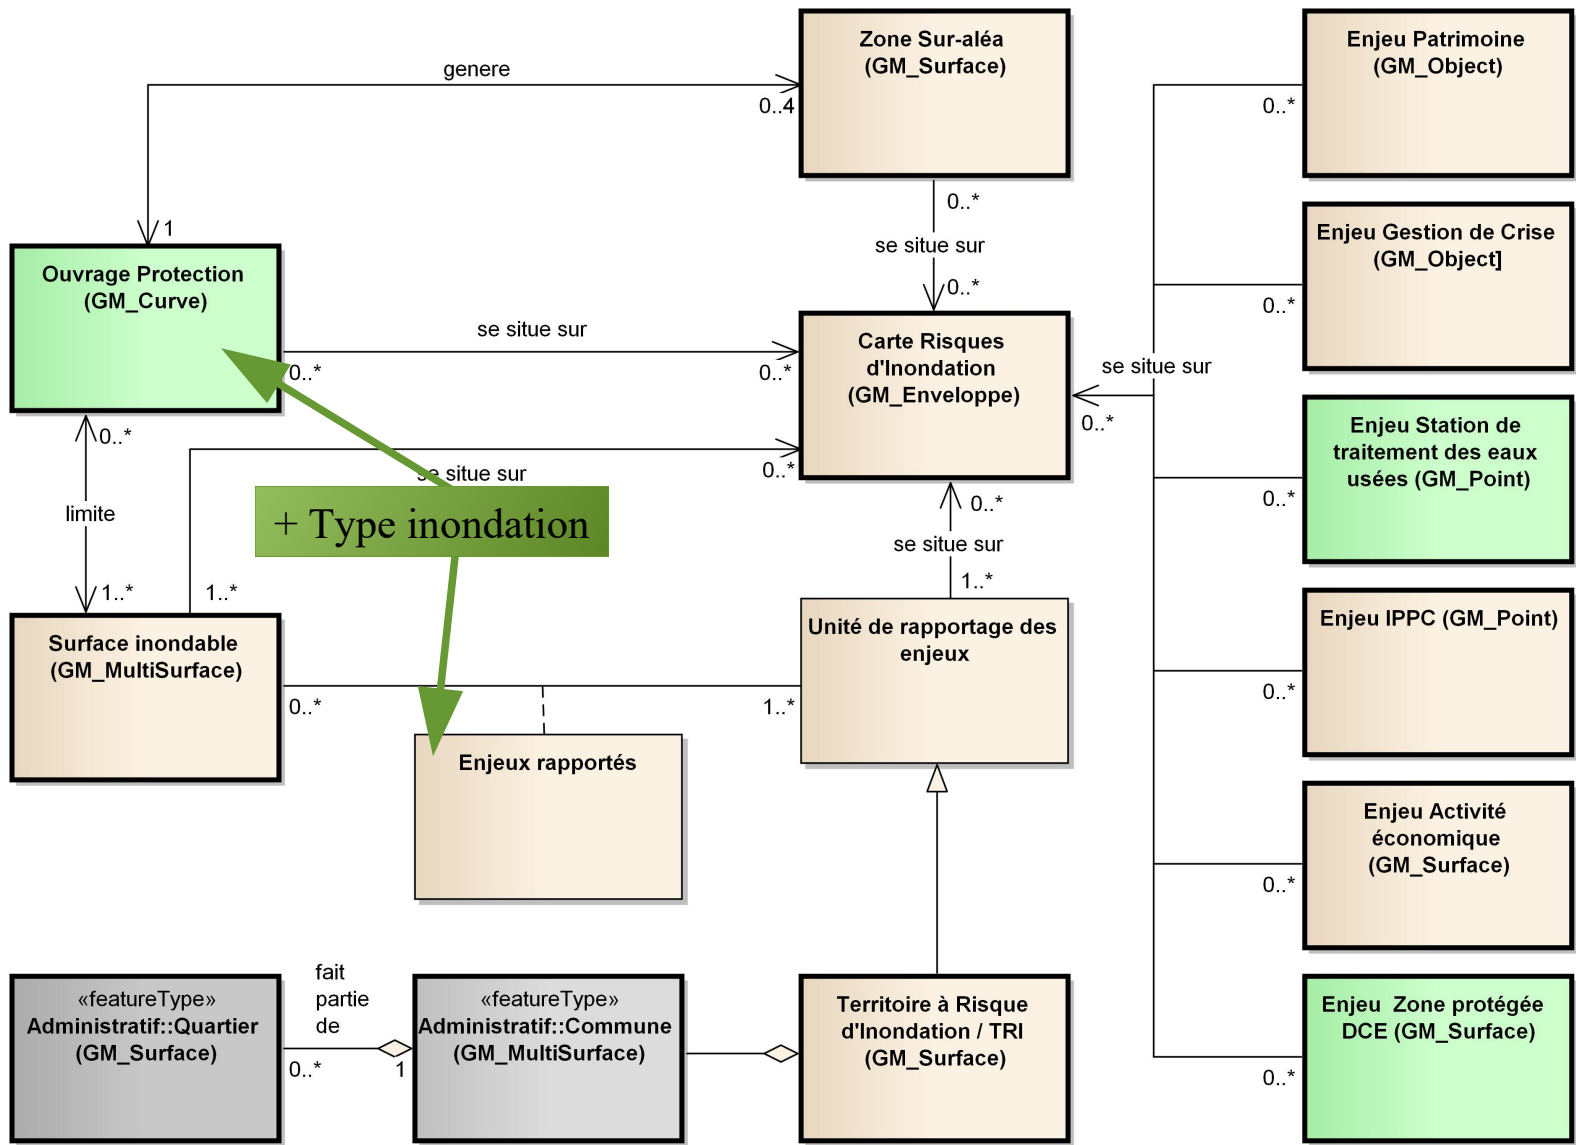 Zone Sur-aléa
(GM_Surface)
Enjeu Patrimoine
(GM_Object)
genere
0..4
0..*
1
0..*
se situe sur
0..*
Enjeu Gestion de Crise
(GM_Object]
0..*
Ouvrage Protection
(GM_Curve)
se situe sur
0..*
0..*
Carte Risques
d'Inondation
(GM_Enveloppe)
se situe sur
0..*
0..*
se situe sur
0..*
Enjeu Station de
traitement des eaux
usées (GM_Point)
0..*
limite
+ Type inondation
0..*
se situe sur
1..*
1..*
1..*
Surface inondable
(GM_MultiSurface)
0..*
1..*
Unité de rapportage des
enjeux
Enjeu IPPC (GM_Point)
0..*
Enjeux rapportés
Enjeu Activité
économique
(GM_Surface)
0..*
«featureType»
Administratif::Quartier
(GM_Surface)
fait
partie
de
0..*
1
«featureType»
Administratif::Commune
(GM_MultiSurface)
Territoire à Risque
d'Inondation / TRI
(GM_Surface)
Enjeu  Zone protégée
DCE (GM_Surface)
0..*